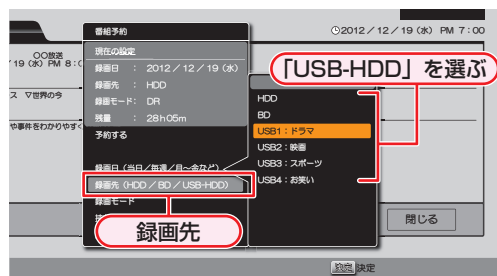 番組予約
2012／12／19（水） PM 7：00
現在の設定
○○放送
19（水）PM 8：0
録画日 ： 2012／12／19（水）
録画先 ： HDD
録画モード： DR
残量 ： 28h05m
「USB-HDD」を選ぶ
ス ▽世界の今
や事件をわかりやす
予約する
HDD
BD
USB1：ドラマ
USB2：映画
USB3：スポーツ
USB4：お笑い
録画日（当日／毎週／月～金など）
録画先（HDD／BD／USB-HDD）
録画モード
録画先
閉じる
決定 決定